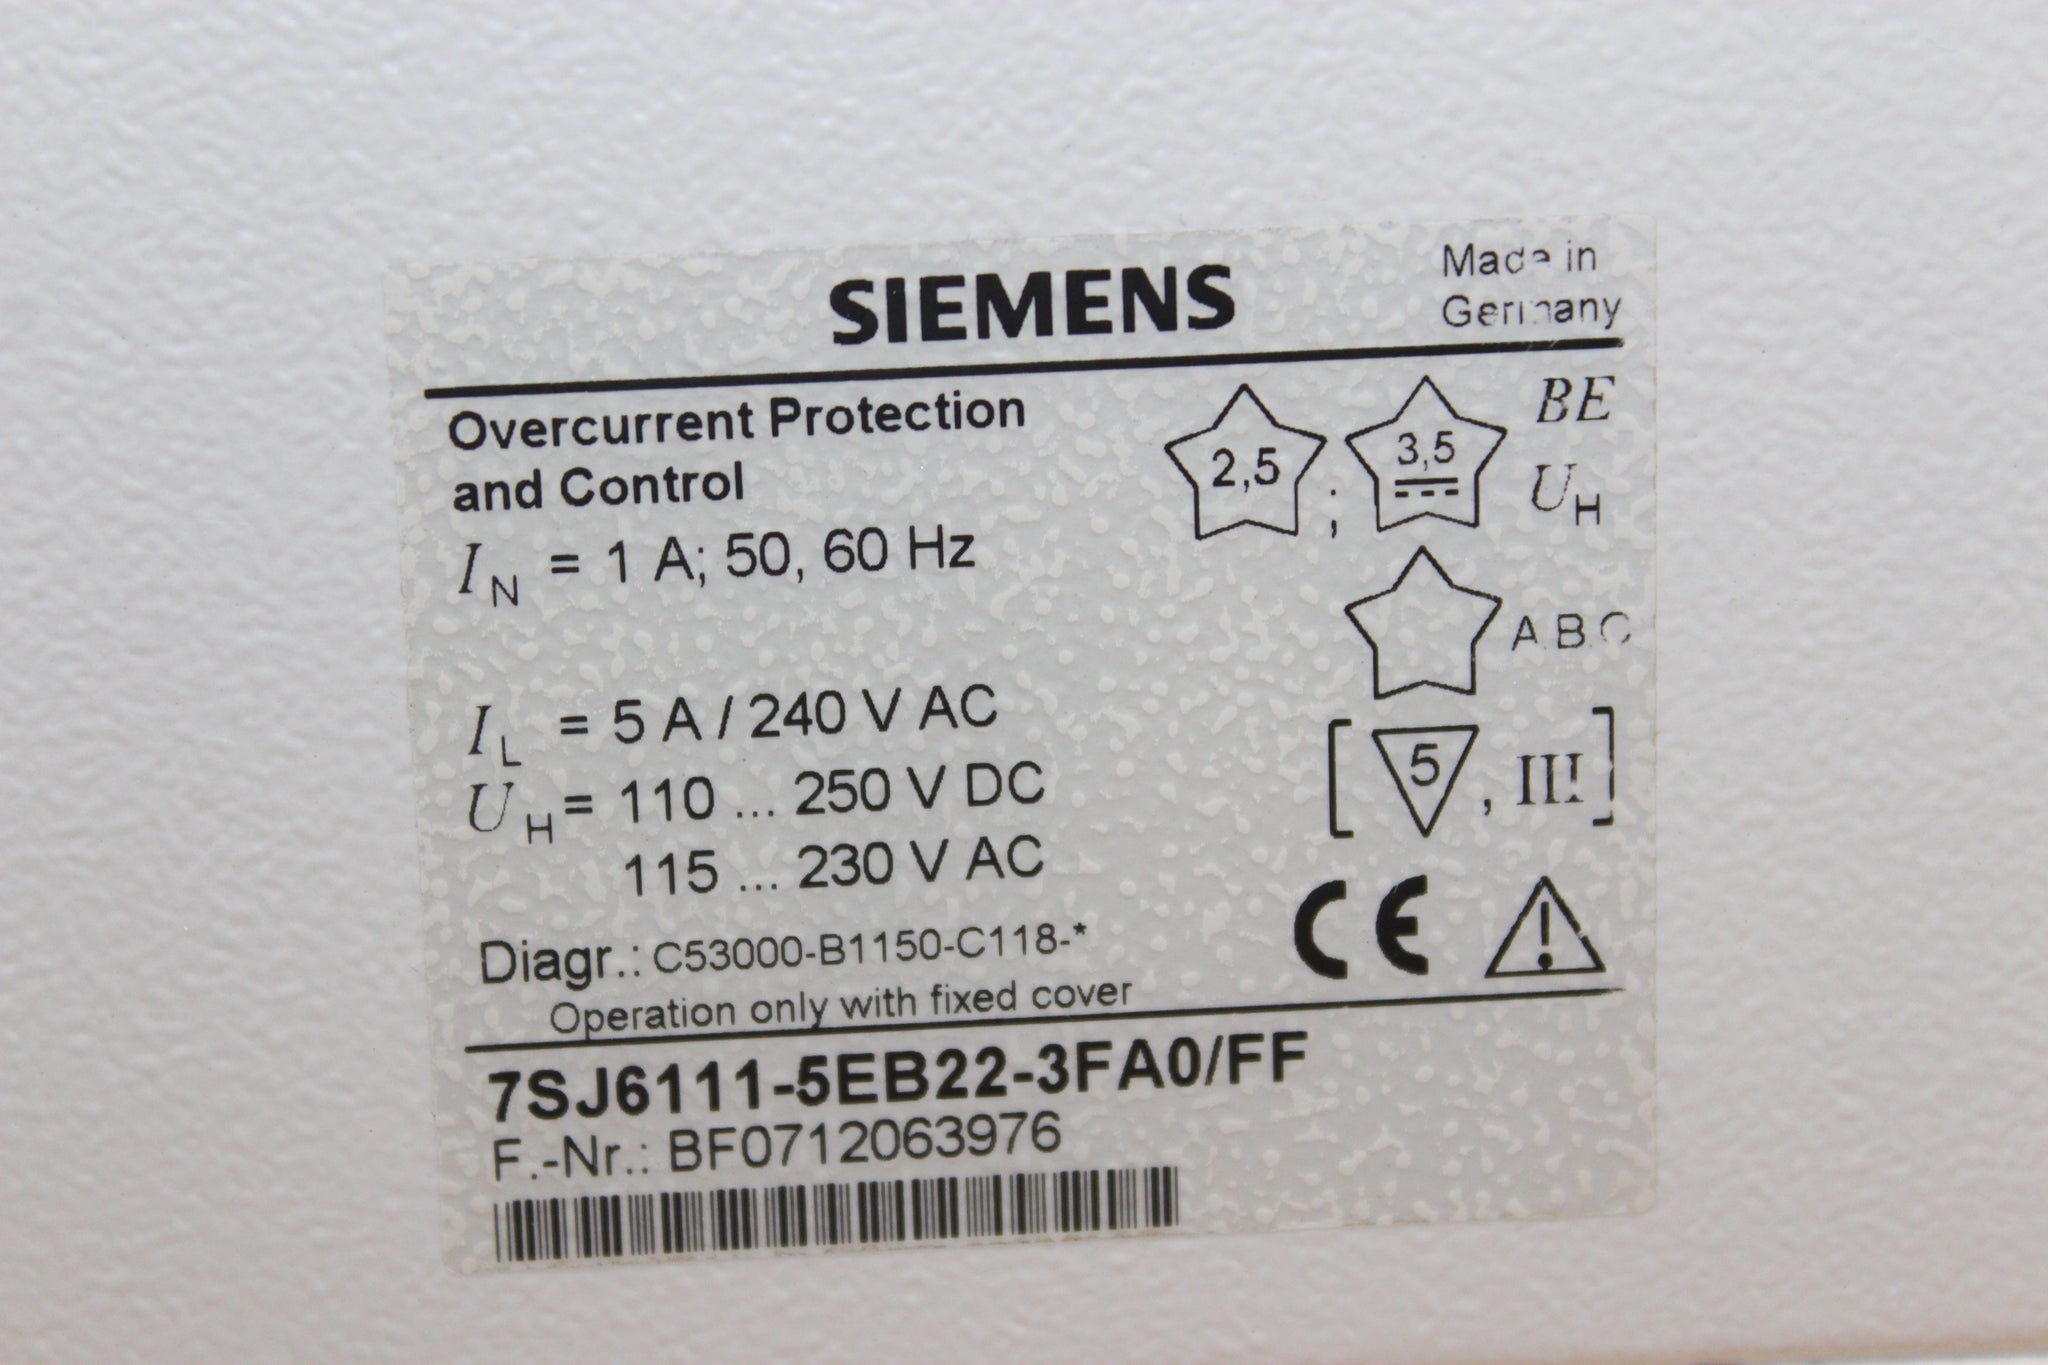 SIEMENS
Made in
Germany
Overcurrent Protection
and Control
2,5 ; 3,5
BE
U H
I N = 1 A; 50, 60 Hz
A B C
I L = 5 A / 240 V AC
[ 5 , III! ]
U H = 110 ... 250 V DC
115 ... 230 V AC
CE
Diagr.: C53000-B1150-C118-*
Operation only with fixed cover
7SJ6111-5EB22-3FA0/FF
F.-Nr.: BF0712063976